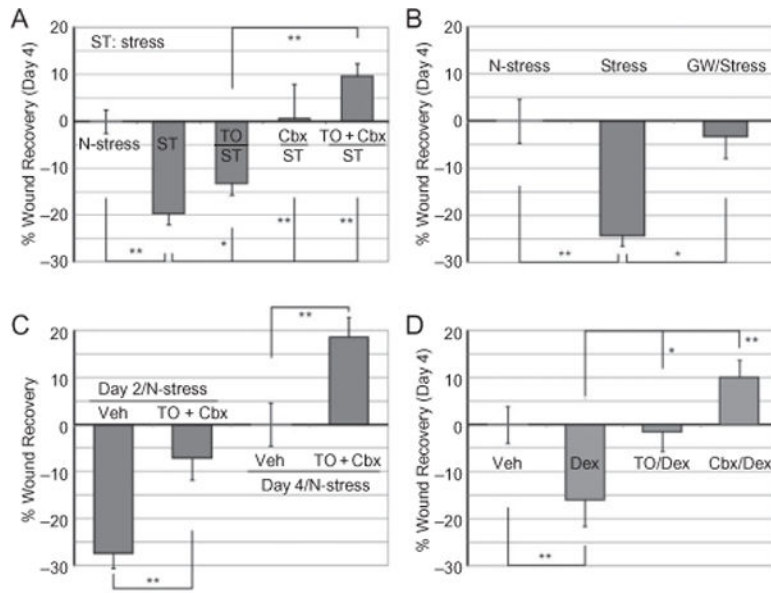 A
ST: stress
**
% Wound Recovery (Day 4)
20
10
0
–10
–20
–30
N-stress
ST
TO
ST
Cbx
ST
TO + Cbx
ST
**
*
**
**
B
% Wound Recovery (Day 4)
20
10
0
–10
–20
–30
N-stress
Stress
GW/Stress
**
*
C
% Wound Recovery
20
10
0
–10
–20
–30
Day 2/N-stress
Veh
TO + Cbx
**
**
Veh
TO + Cbx
Day 4/N-stress
D
% Wound Recovery (Day 4)
20
10
0
–10
–20
–30
**
*
Veh
Dex
TO/Dex
Cbx/Dex
**